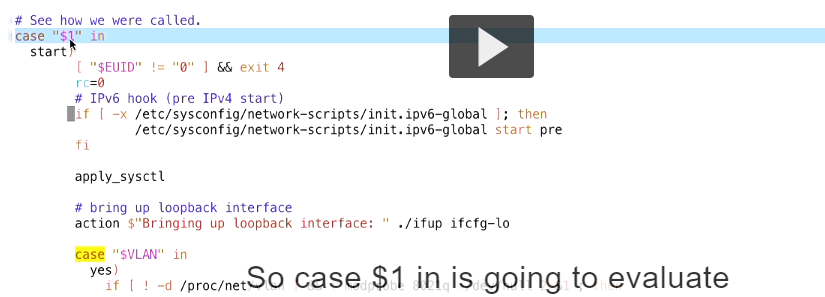 # See how we were called.
case "$1" in
start)
[ "$EUID" != "0" ] && exit 4
rc=0
# IPv6 hook (pre IPv4 start)
if [ -x /etc/sysconfig/network-scripts/init.ipv6-global ]; then
/etc/sysconfig/network-scripts/init.ipv6-global start pre
fi
apply_sysctl
# bring up loopback interface
action $"Bringing up loopback interface: " ./ifup ifcfg-lo
case "$VLAN" in
yes)
if [ ! -d /proc/net
So case $1 in is going to evaluate